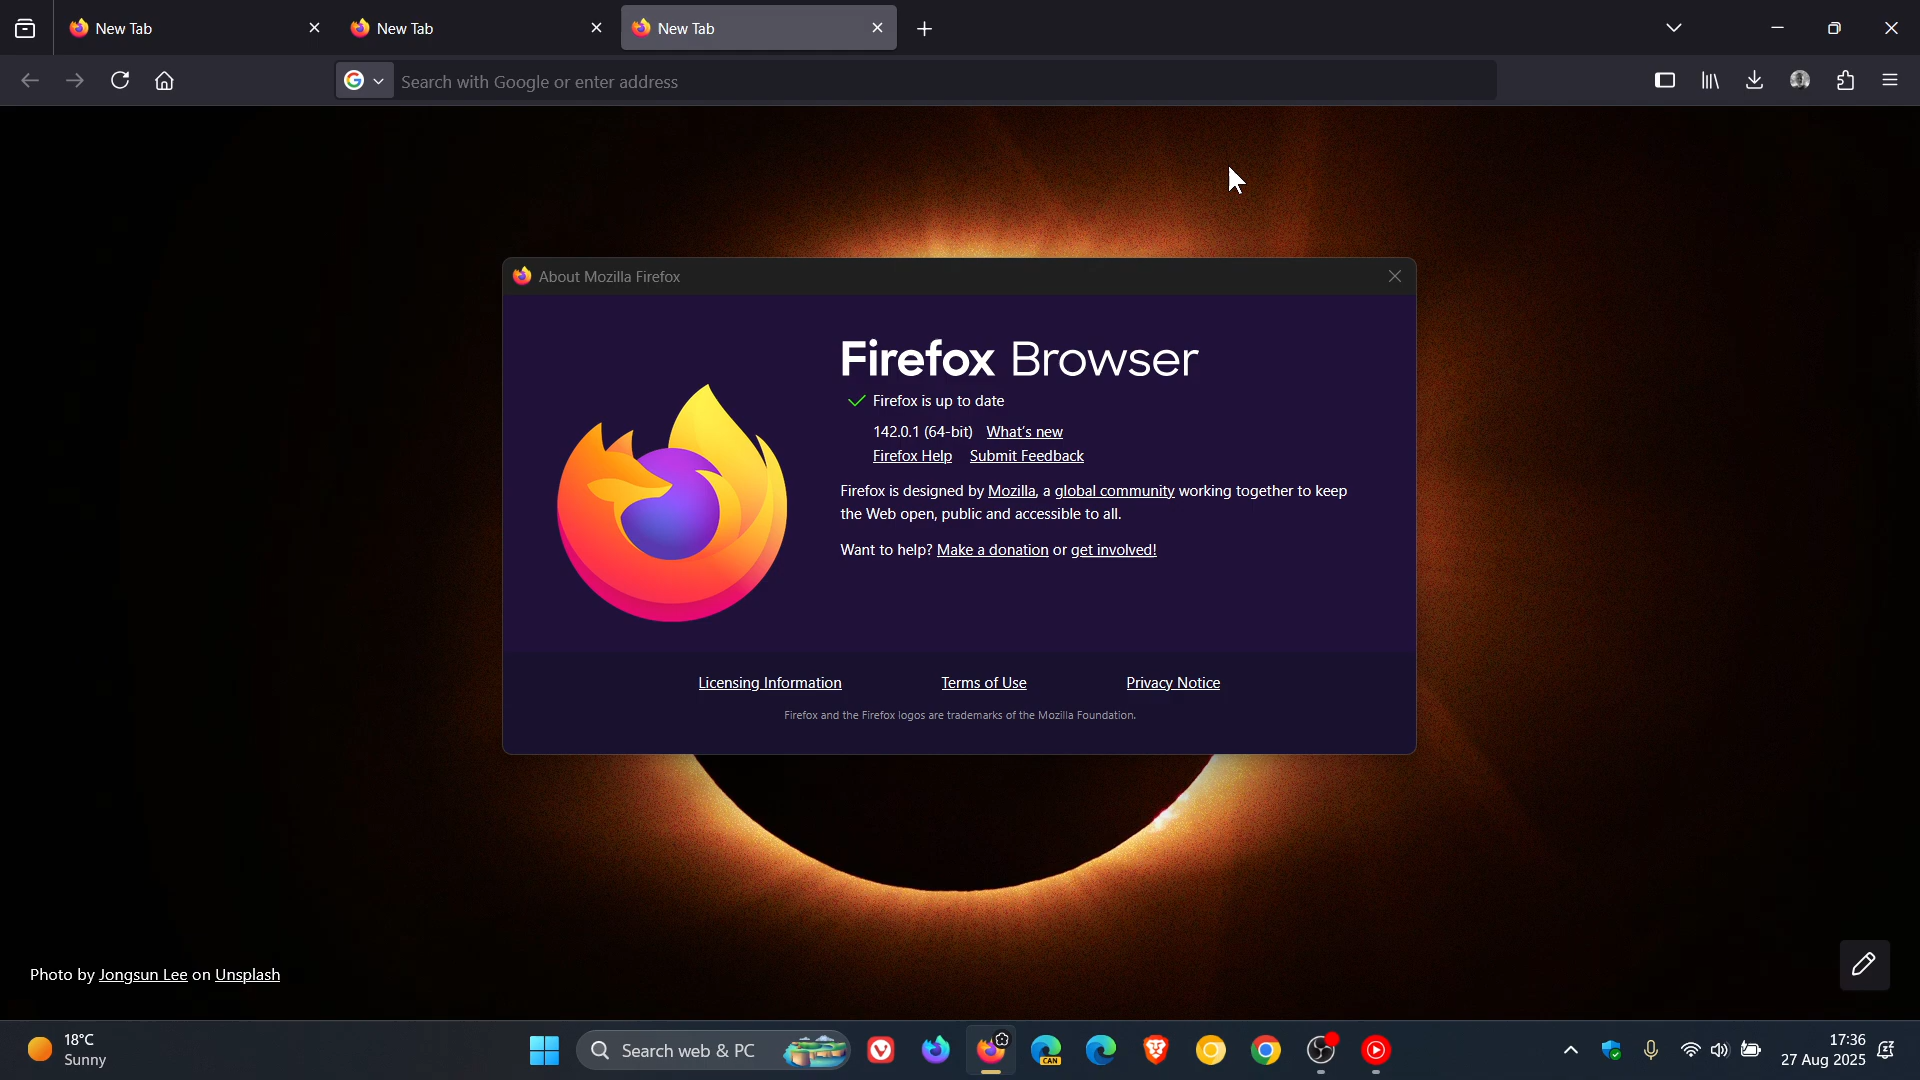 New Tab
New Tab
New Tab
Search with Google or enter address
About Mozilla Firefox
Firefox Browser
Firefox is up to date
142.0.1 (64-bit) What's new
Firefox Help Submit Feedback
Firefox is designed by Mozilla, a global community working together to keep
the Web open, public and accessible to all.
Want to help? Make a donation or get involved!
Licensing Information Terms of Use Privacy Notice
Firefox and the Firefox logos are trademarks of the Mozilla Foundation.
Photo by Jongsun Lee on Unsplash
18°C
Sunny
Search web & PC
CAN
17:36
27 Aug 2025